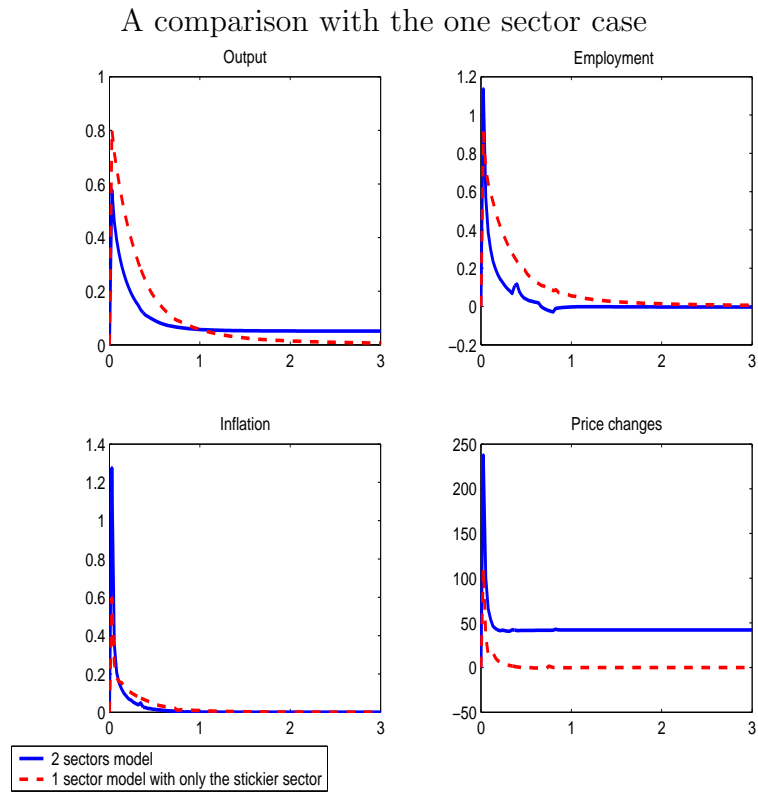 A comparison with the one sector case
Output
1
0.8
0.6
0.4
0.2
0
0 1 2 3
Employment
1.2
1
0.8
0.6
0.4
0.2
0
−0.2
0 1 2 3
Inflation
1.4
1.2
1
0.8
0.6
0.4
0.2
0
0 1 2 3
Price changes
250
200
150
100
50
0
−50
0 1 2 3
2 sectors model
1 sector model with only the stickier sector